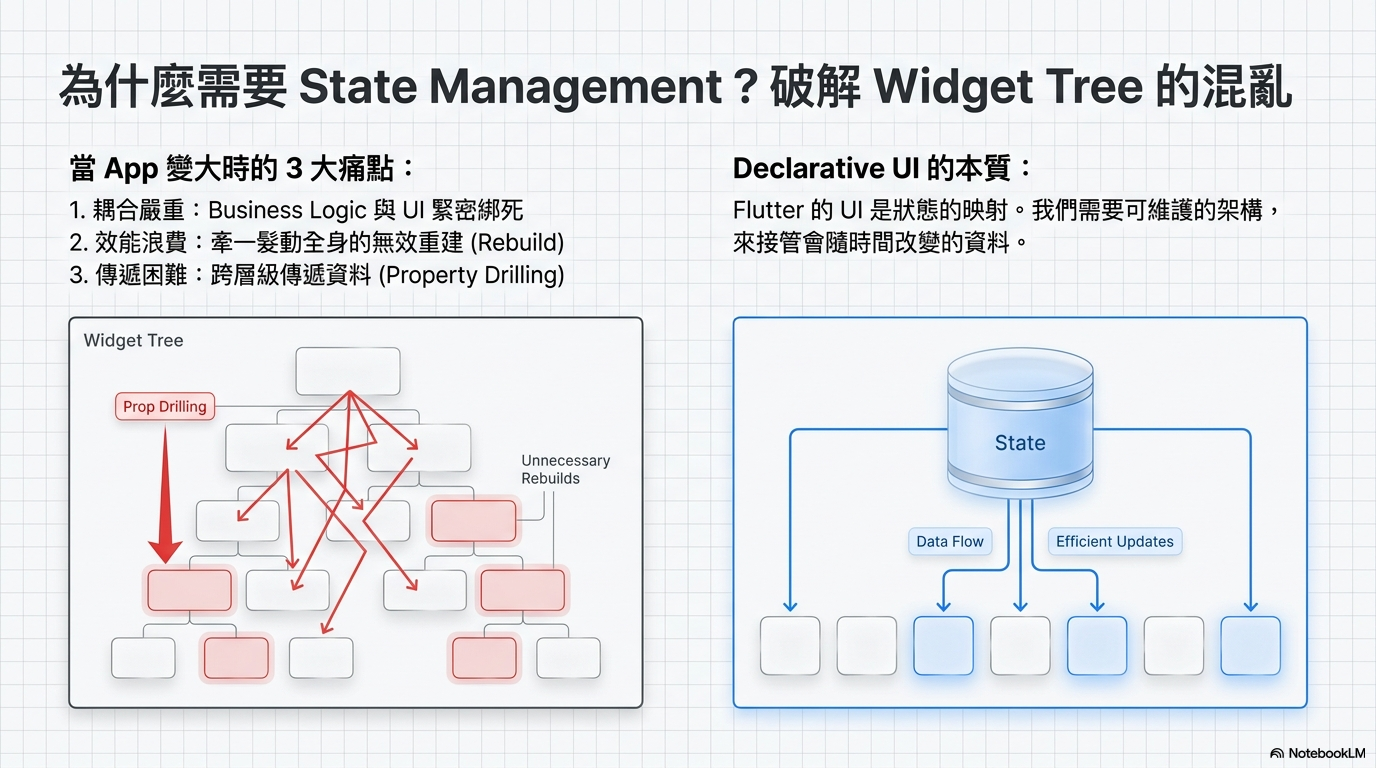 為什麼需要 State Management？破解 Widget Tree 的混亂
當 App 變大時的 3 大痛點：
1. 耦合嚴重：Business Logic 與 UI 緊密綁死
2. 效能浪費：牽一髮動全身的無效重建 (Rebuild)
3. 傳遞困難：跨層級傳遞資料 (Property Drilling)
Widget Tree
Prop Drilling
Unnecessary
Rebuilds
Declarative UI 的本質：
Flutter 的 UI 是狀態的映射。我們需要可維護的架構，
來接管會隨時間改變的資料。
State
Data Flow
Efficient Updates
NotebookLM